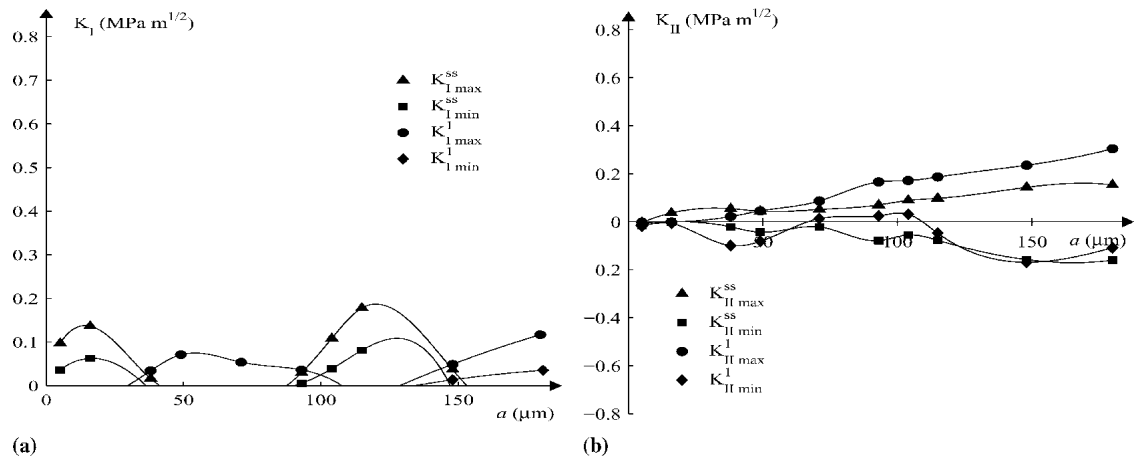 K_I (MPa m^1/2)
0.8
0.7
0.6
0.5
0.4
0.3
0.2
0.1
0
K^ss_I max
K^ss_I min
K^1_I max
K^1_I min
0 50 100 150
a (μm)
(a)
K_II (MPa m^1/2)
0.8
0.6
0.4
0.2
0
0.2
−0.4
−0.6
−0.8
50 100 150
a (μm)
K^ss_II max
K^ss_II min
K^1_II max
K^1_II min
(b)